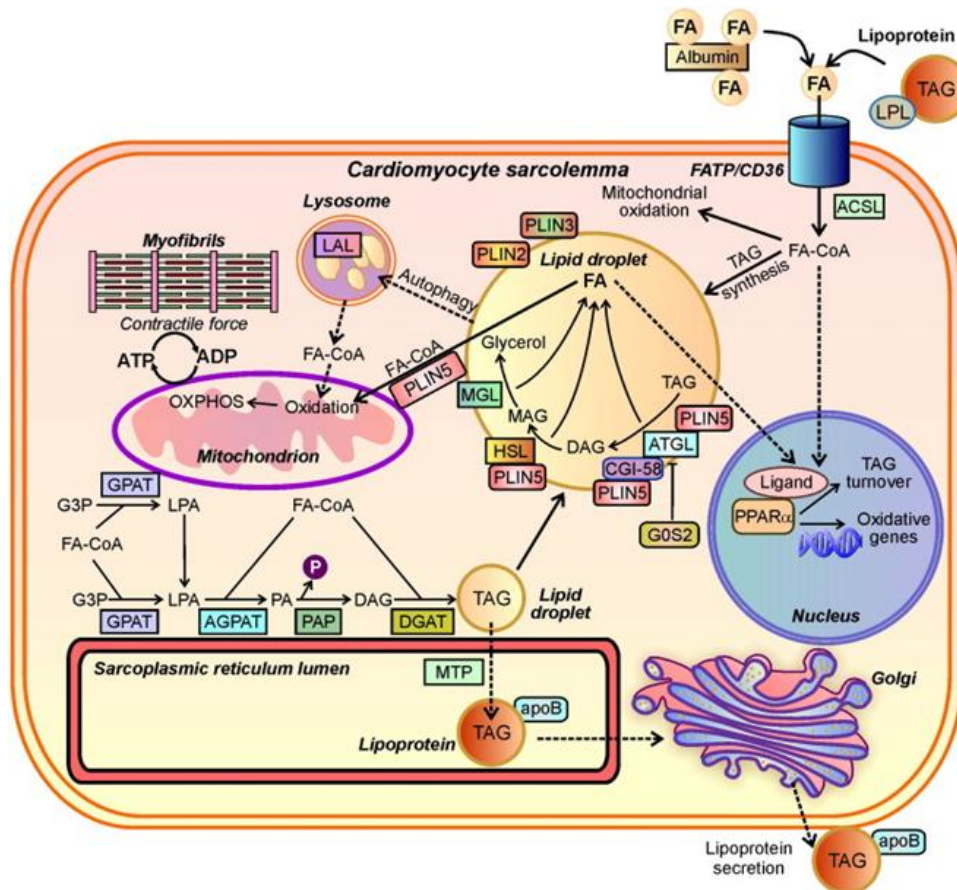 FA
FA
Albumin
FA
FA
Lipoprotein
TAG
LPL
Cardiomyocyte sarcolemma
FATP/CD36
Mitochondrial
oxidation
ACSL
FA-CoA
TAG
synthesis
Lysosome
LAL
Myofibrils
Contractile force
ATP
ADP
PLIN3
PLIN2
Lipid droplet
FA
Autophagy
FA-CoA
FA-CoA
PLIN5
Glycerol
MGL
MAG
TAG
PLIN5
HSL
DAG
ATGL
PLIN5
CGI-58
PLIN5
G0S2
OXPHOS
Oxidation
Mitochondrion
Ligand
PPARα
TAG
turnover
Oxidative
genes
Nucleus
GPAT
G3P
LPA
FA-CoA
FA-CoA
P
G3P
LPA
PA
DAG
TAG
Lipid
droplet
GPAT
AGPAT
PAP
DGAT
Sarcoplasmic reticulum lumen
MTP
apoB
Lipoprotein
TAG
Golgi
Lipoprotein
secretion
TAG
apoB